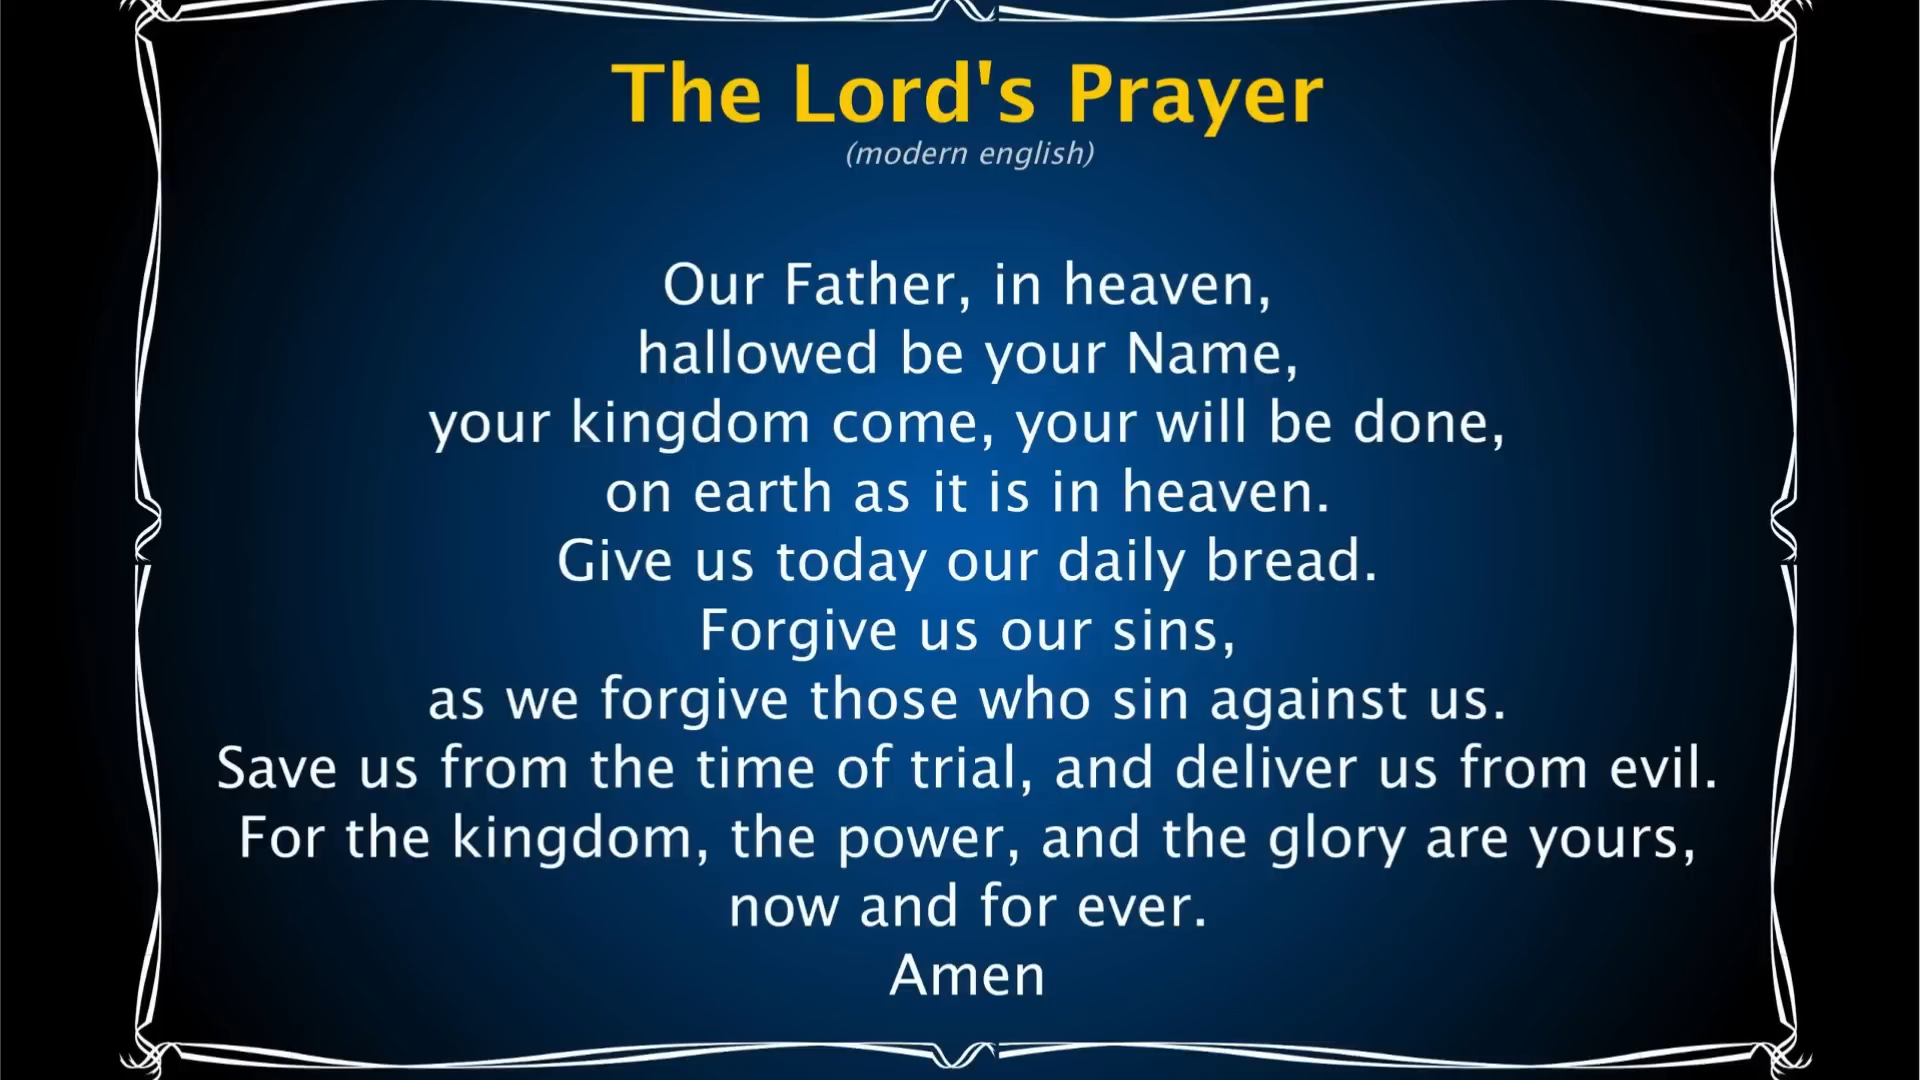 The Lord's Prayer
(modern english)
Our Father, in heaven,
hallowed be your Name,
your kingdom come, your will be done,
on earth as it is in heaven.
Give us today our daily bread.
Forgive us our sins,
as we forgive those who sin against us.
Save us from the time of trial, and deliver us from evil.
For the kingdom, the power, and the glory are yours,
now and for ever.
Amen